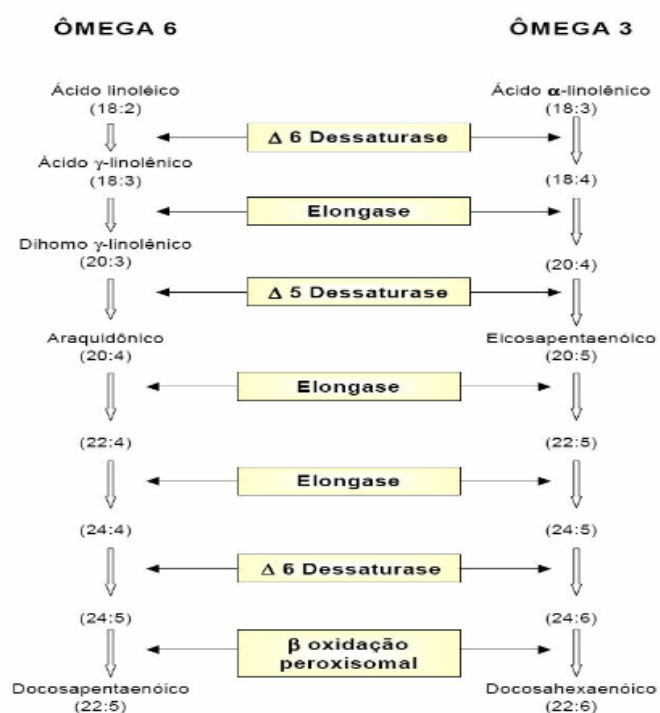 ÔMEGA 6
ÔMEGA 3
Ácido linoléico
(18:2)
Ácido α-linolênico
(18:3)
Δ 6 Dessaturase
Ácido γ-linolênico
(18:3)
(18:4)
Elongase
Dihomo γ-linolênico
(20:3)
(20:4)
Δ 5 Dessaturase
Araquidônico
(20:4)
Eicosapentaenóico
(20:5)
Elongase
(22:4)
(22:5)
Elongase
(24:4)
(24:5)
Δ 6 Dessaturase
(24:5)
(24:6)
β oxidação
peroxisomal
Docosapentaenóico
(22:5)
Docosahexaenóico
(22:6)